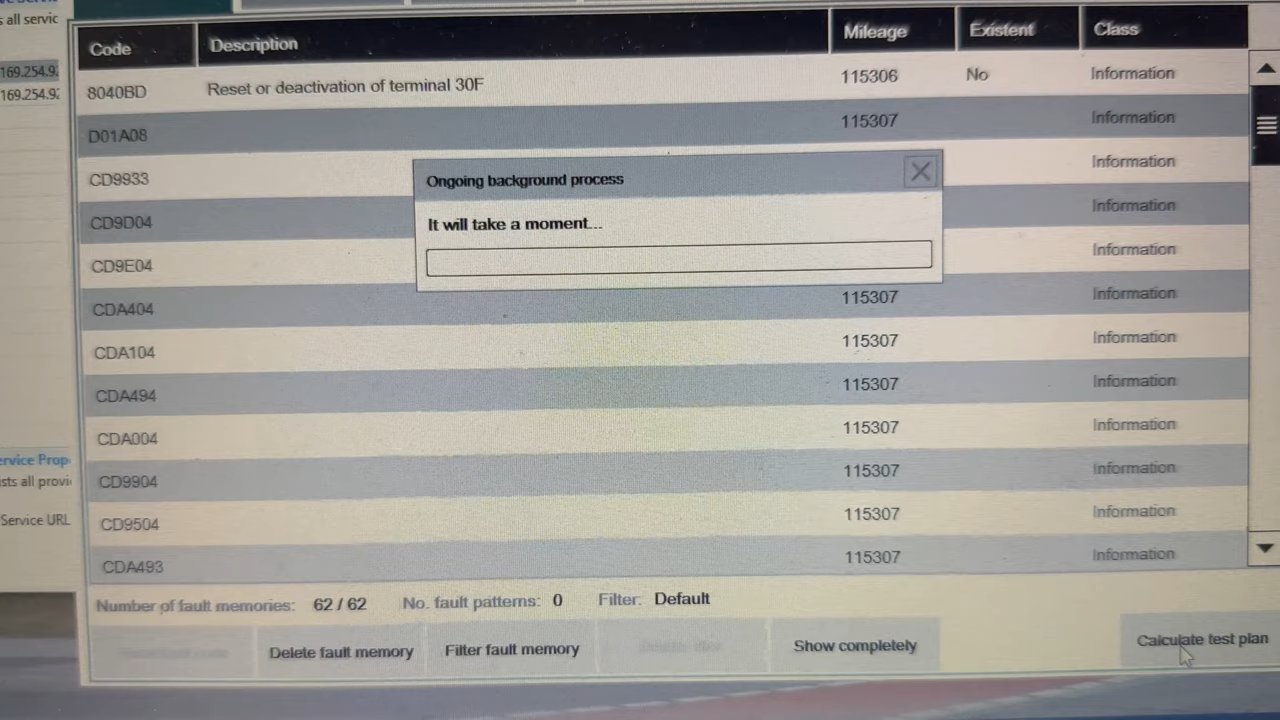 s all servic
169.254.9
169.254.92
Code Description Mileage Existent Class
8040BD Reset or deactivation of terminal 30F 115306 No Information
D01A08 115307 Information
CD9933 Information
CD9D04 Information
CD9E04 Information
CDA404 115307 Information
CDA104 115307 Information
CDA494 115307 Information
CDA004 115307 Information
CD9904 115307 Information
CD9504 115307 Information
CDA493 115307 Information
Ongoing background process
It will take a moment...
ervice Prop
sts all provi
Service URL
Number of fault memories: 62 / 62 No. fault patterns: 0 Filter: Default
Delete fault memory Filter fault memory Show completely Calculate test plan